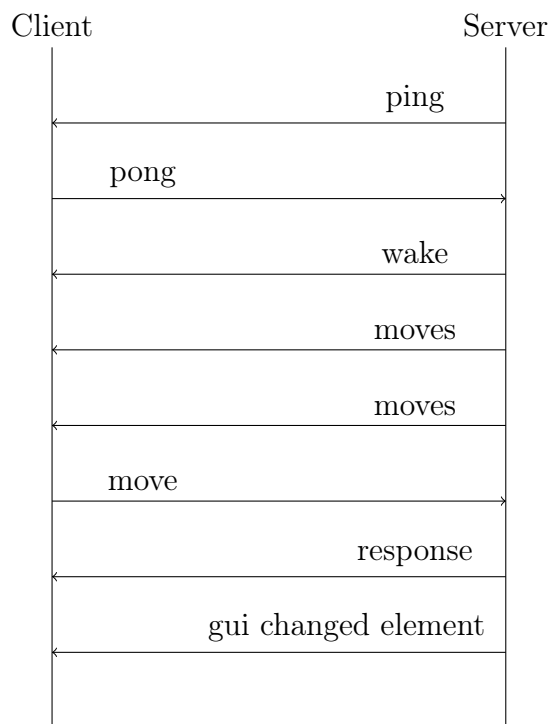 Client Server
ping
pong
wake
moves
moves
move
response
gui changed element